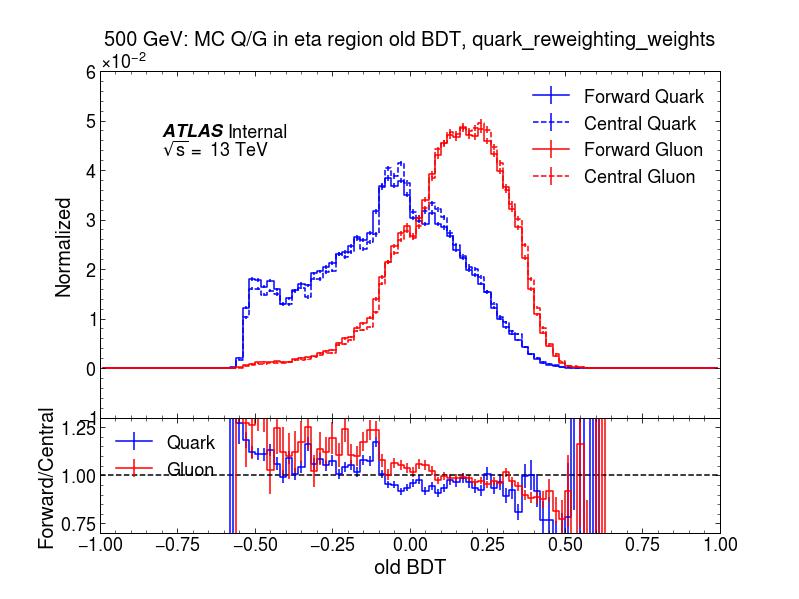 500 GeV: MC Q/G in eta region old BDT, quark_reweighting_weights
×10⁻²
6
5
4
3
2
1
0
Normalized
ATLAS Internal
√s = 13 TeV
Forward Quark
Central Quark
Forward Gluon
Central Gluon
1.25
1.00
0.75
Forward/Central
Quark
Gluon
−1.00 −0.75 −0.50 −0.25 0.00 0.25 0.50 0.75 1.00
old BDT